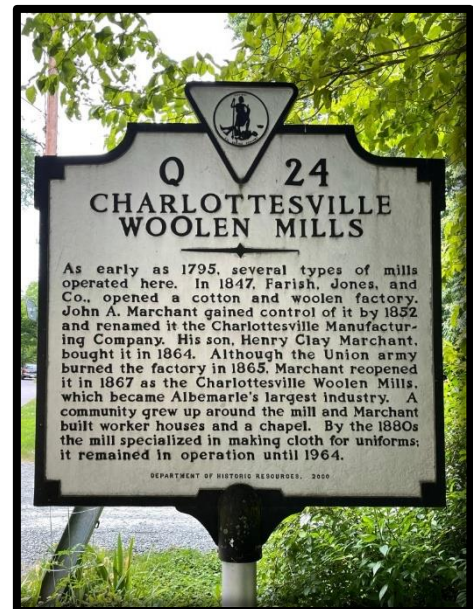 Q 24
CHARLOTTESVILLE
WOOLEN MILLS
As early as 1795, several types of mills
operated here. In 1847, Farish, Jones, and
Co., opened a cotton and woolen factory.
John A. Marchant gained control of it by 1852
and renamed it the Charlottesville Manufactur-
ing Company. His son, Henry Clay Marchant,
bought it in 1864. Although the Union army
burned the factory in 1865, Marchant reopened
it in 1867 as the Charlottesville Woolen Mills,
which became Albemarle's largest industry. A
community grew up around the mill and Marchant
built worker houses and a chapel. By the 1880s
the mill specialized in making cloth for uniforms;
it remained in operation until 1964.
DEPARTMENT OF HISTORIC RESOURCES, 2000